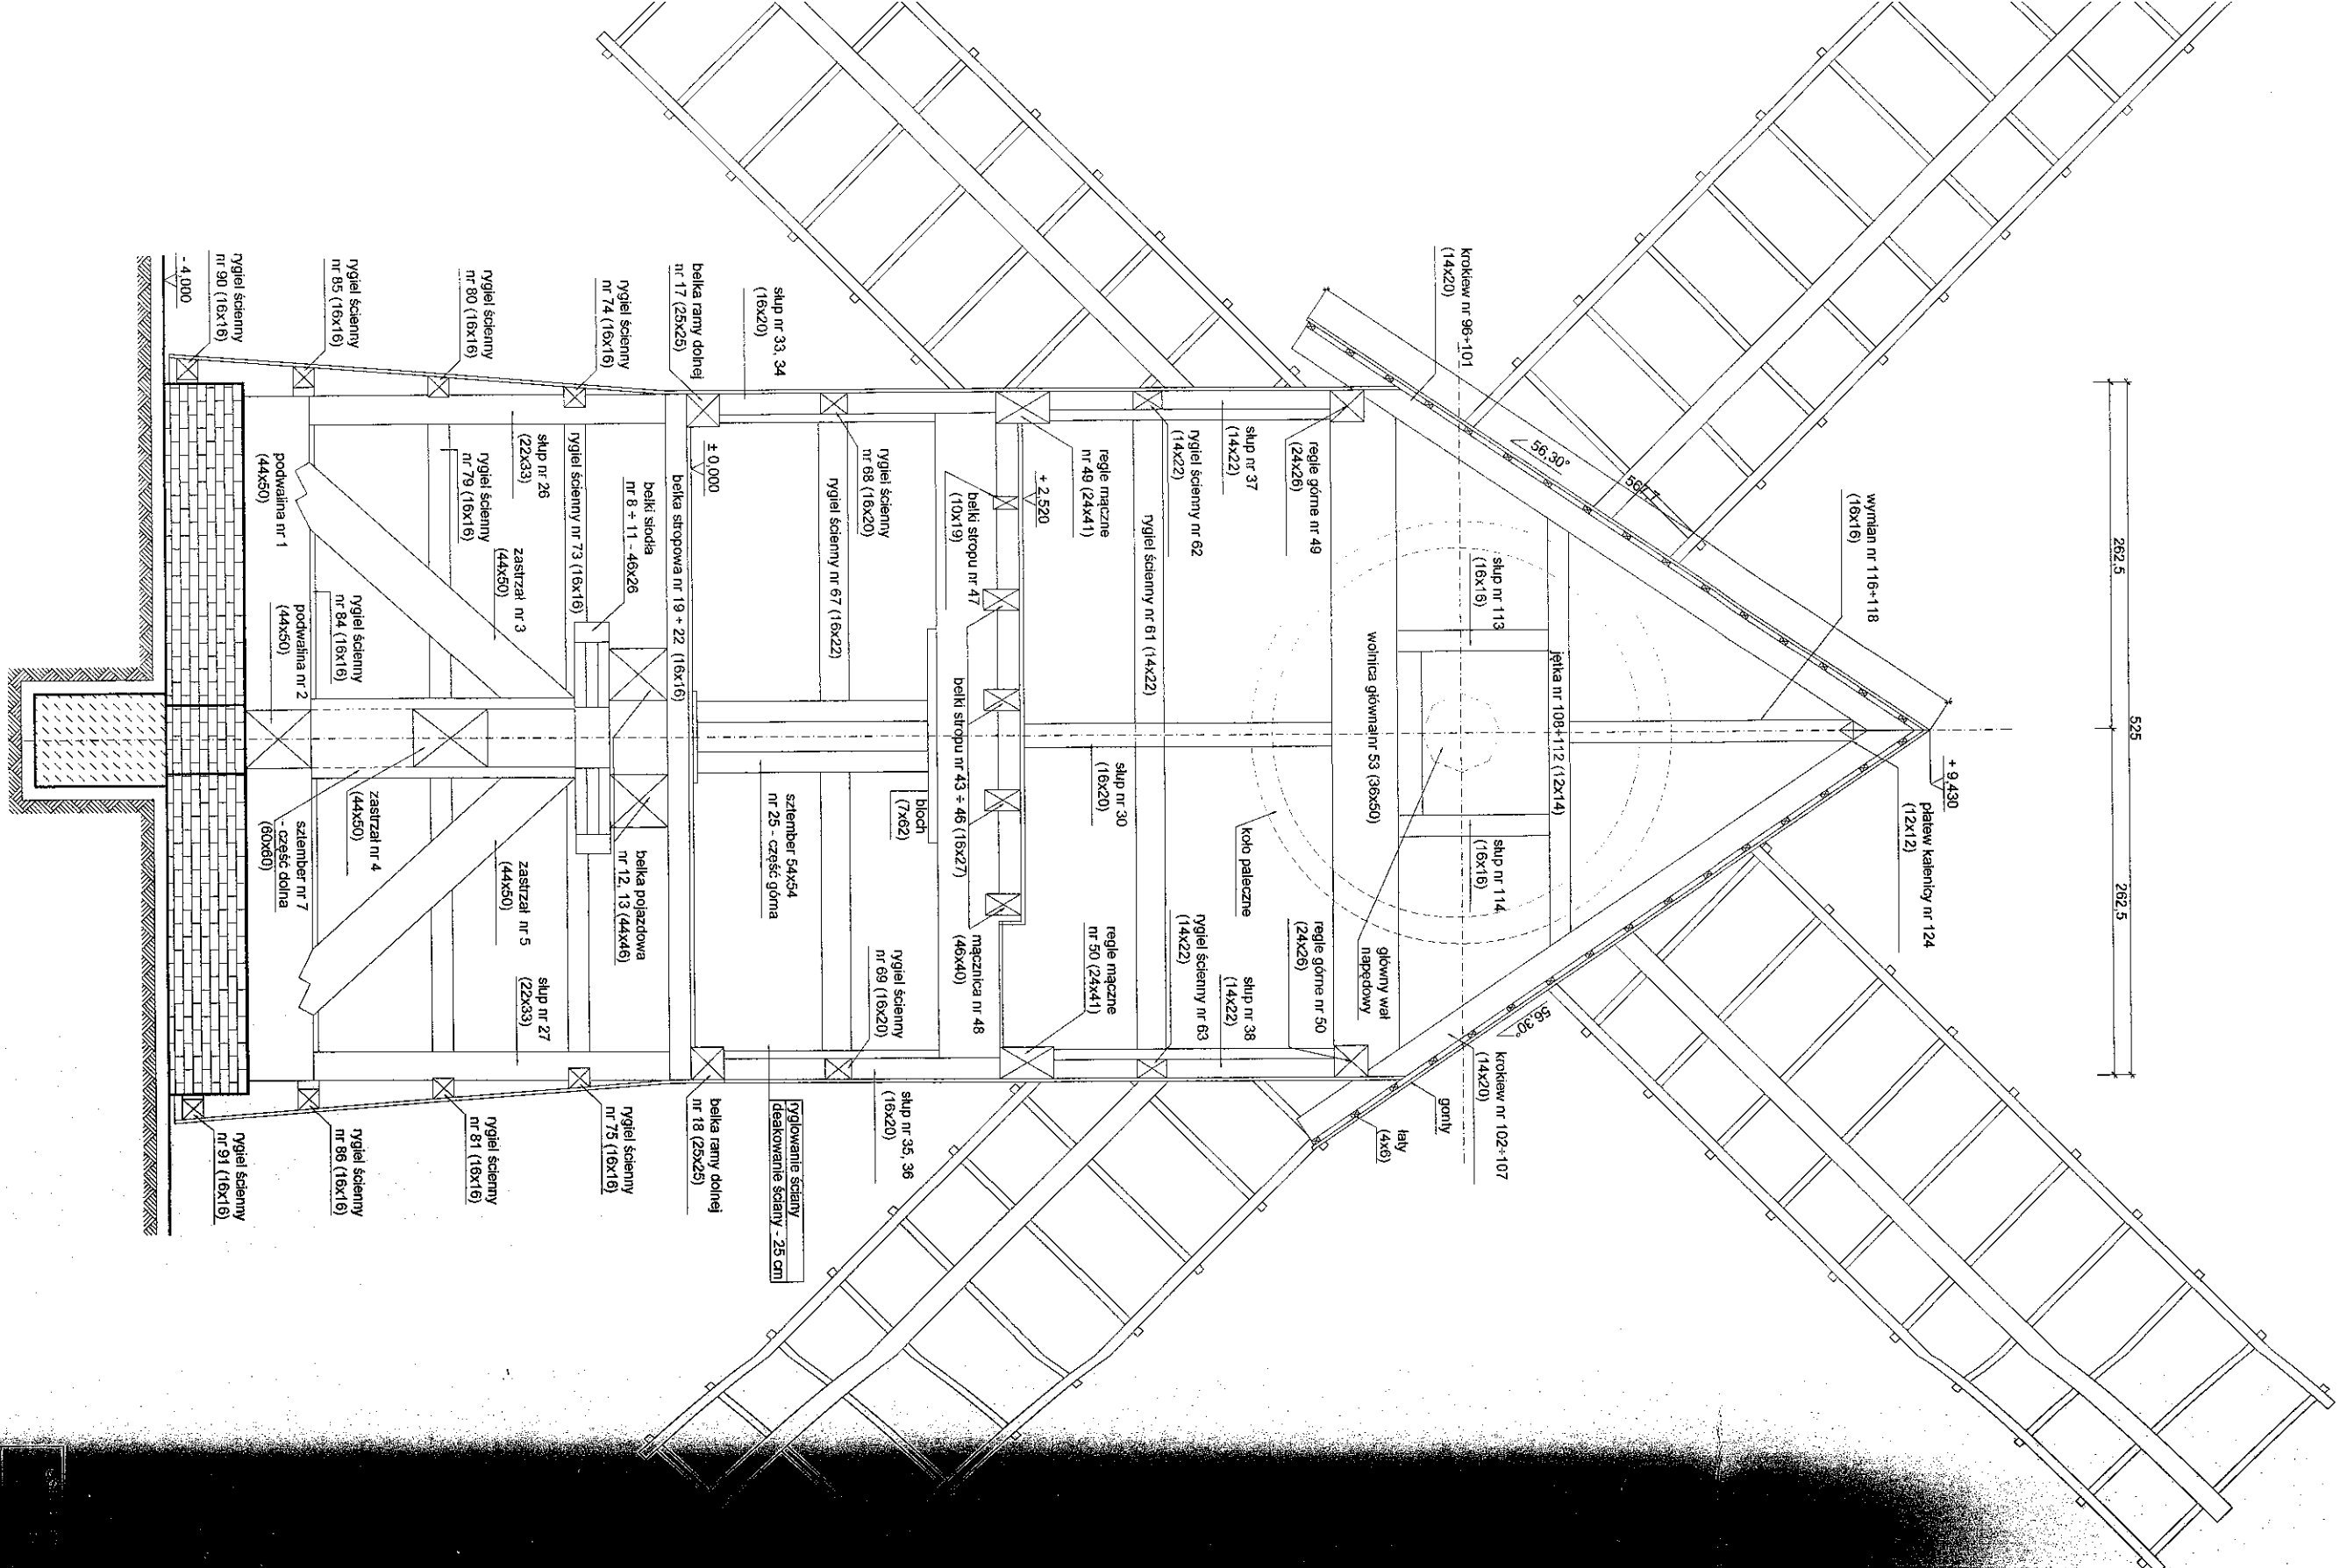 525
262,5
262,5
+ 9,430
płatew kalenicy nr 124
(12x12)
wymian nr 116÷118
(16x16)
krokiew nr 96÷101
(14x20)
56,30°
56,30°
krokiew nr 102÷107
(14x20)
gonty
łaty
(4x6)
jętka nr 108÷112 (12x14)
słup nr 113
(16x16)
słup nr 114
(16x16)
wolnica głównalnr 53 (36x50)
główny wał
napędowy
koło paleczne
regle górne nr 49
(24x26)
regle górne nr 50
(24x26)
słup nr 37
(14x22)
słup nr 38
(14x22)
rygiel ścienny nr 62
(14x22)
rygiel ścienny nr 61 (14x22)
rygiel ścienny nr 63
(14x22)
słup nr 30
(16x20)
regle mączne
nr 49 (24x41)
regle mączne
nr 50 (24x41)
+ 2,520
belki stropu nr 47
(10x19)
belki stropu nr 43 ÷ 46 (16x27)
mącznica nr 48
(46x40)
bloch
(7x62)
rygiel ścienny
nr 68 (16x20)
rygiel ścienny nr 67 (16x22)
rygiel ścienny
nr 69 (16x20)
słup nr 33, 34
(16x20)
słup nr 35, 36
(16x20)
sztember 54x54
nr 25 - część górna
ryglowanie ściany
deakowanie ściany - 25 cm
± 0,000
belka ramy dolnej
nr 17 (25x25)
belka ramy dolnej
nr 18 (25x25)
belka stropowa nr 19 ÷ 22 (16x16)
belki siodła
nr 8 ÷ 11 - 46x26
belka pojazdowa
nr 12, 13 (44x46)
rygiel ścienny
nr 74 (16x16)
rygiel ścienny nr 73 (16x16)
rygiel ścienny
nr 75 (16x16)
słup nr 26
(22x33)
słup nr 27
(22x33)
zastrzał nr 3
(44x50)
zastrzał nr 5
(44x50)
rygiel ścienny
nr 80 (16x16)
rygiel ścienny
nr 79 (16x16)
rygiel ścienny
nr 81 (16x16)
zastrzał nr 4
(44x50)
rygiel ścienny
nr 85 (16x16)
rygiel ścienny
nr 84 (16x16)
rygiel ścienny
nr 86 (16x16)
podwalina nr 1
(44x50)
podwalina nr 2
(44x50)
sztember nr 7
- część dolna
(60x60)
rygiel ścienny
nr 90 (16x16)
rygiel ścienny
nr 91 (16x16)
- 4,000